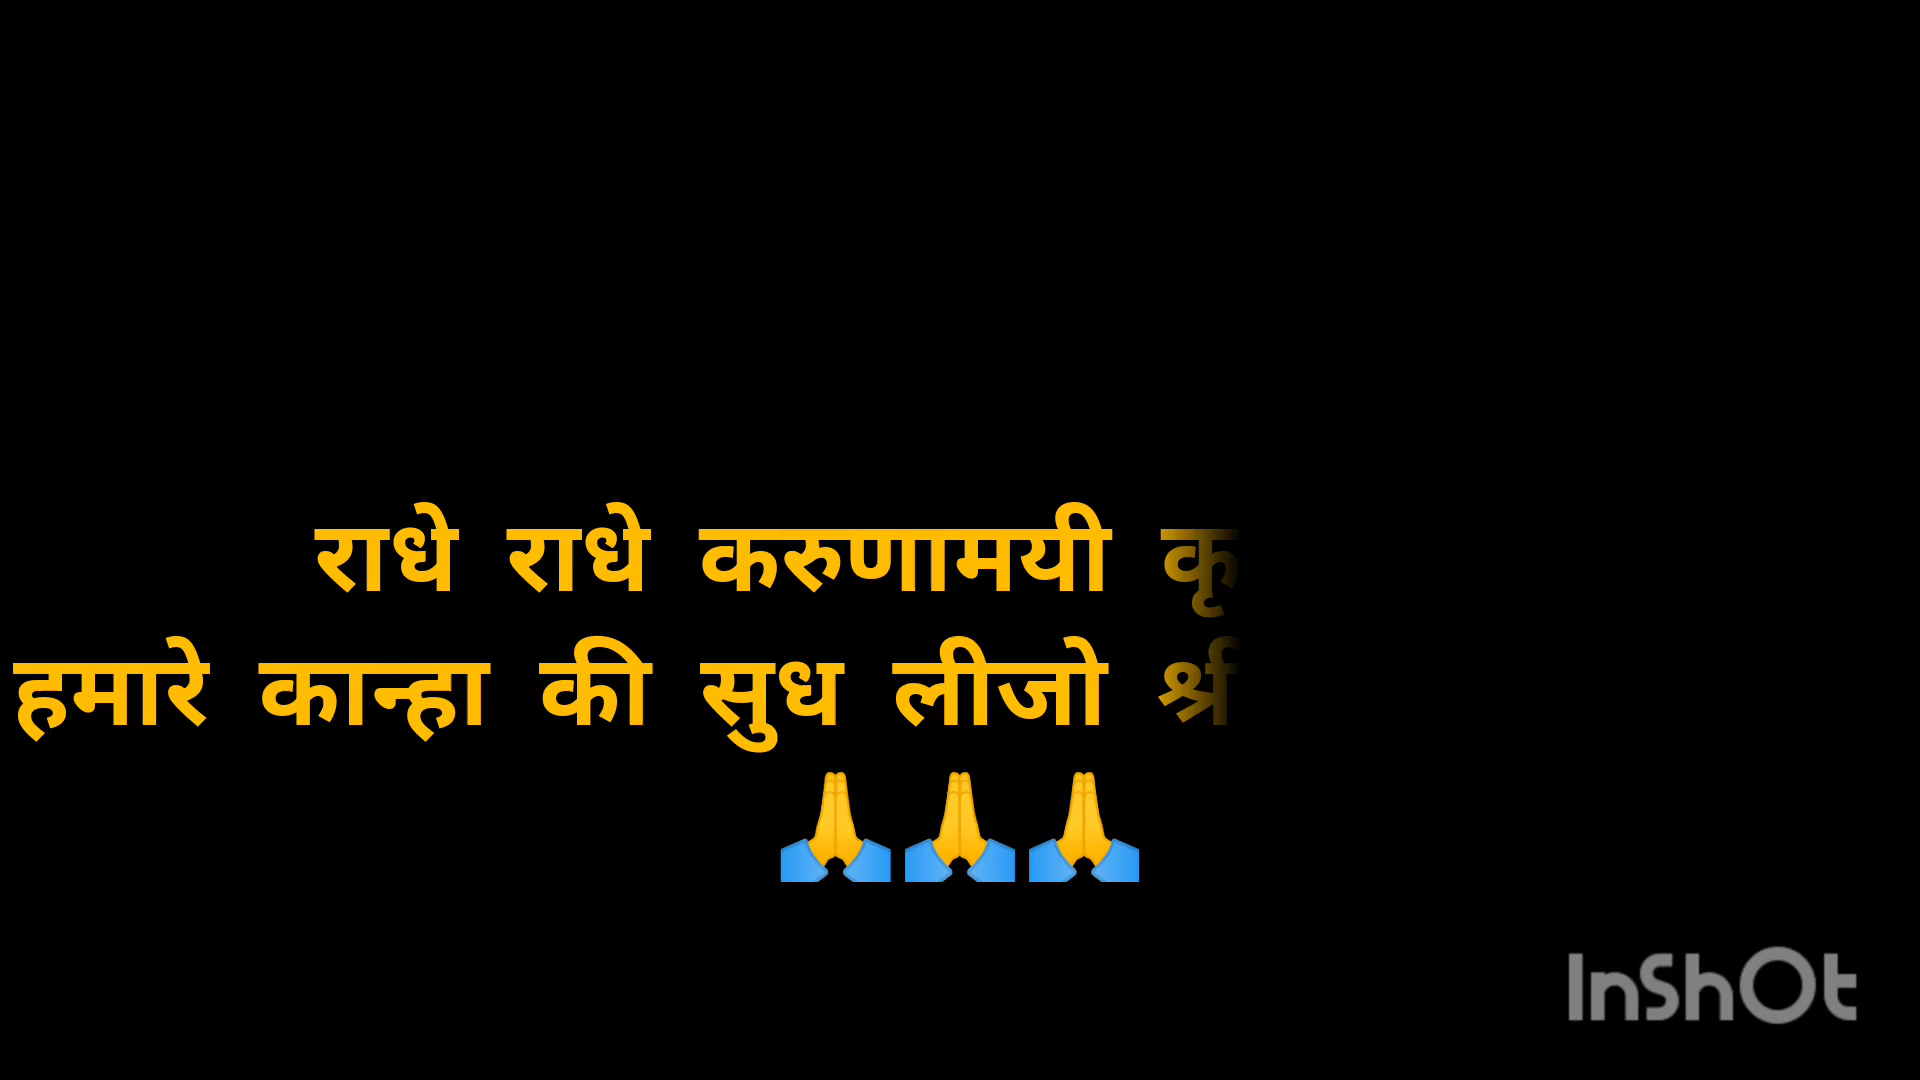 राधे राधे करुणामयी कृ
हमारे कान्हा की सुध लीजो श्री
🙏🙏🙏
InShOt